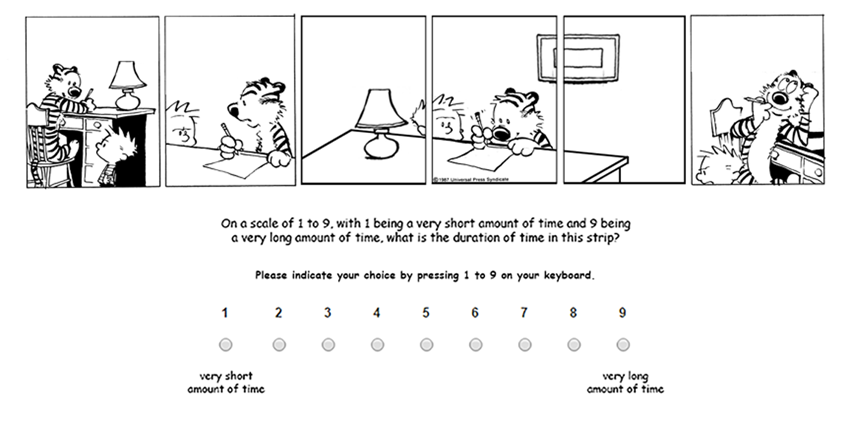 ©1987 Universal Press Syndicate
On a scale of 1 to 9, with 1 being a very short amount of time and 9 being
a very long amount of time, what is the duration of time in this strip?
Please indicate your choice by pressing 1 to 9 on your keyboard.
1 2 3 4 5 6 7 8 9
very short
amount of time
very long
amount of time